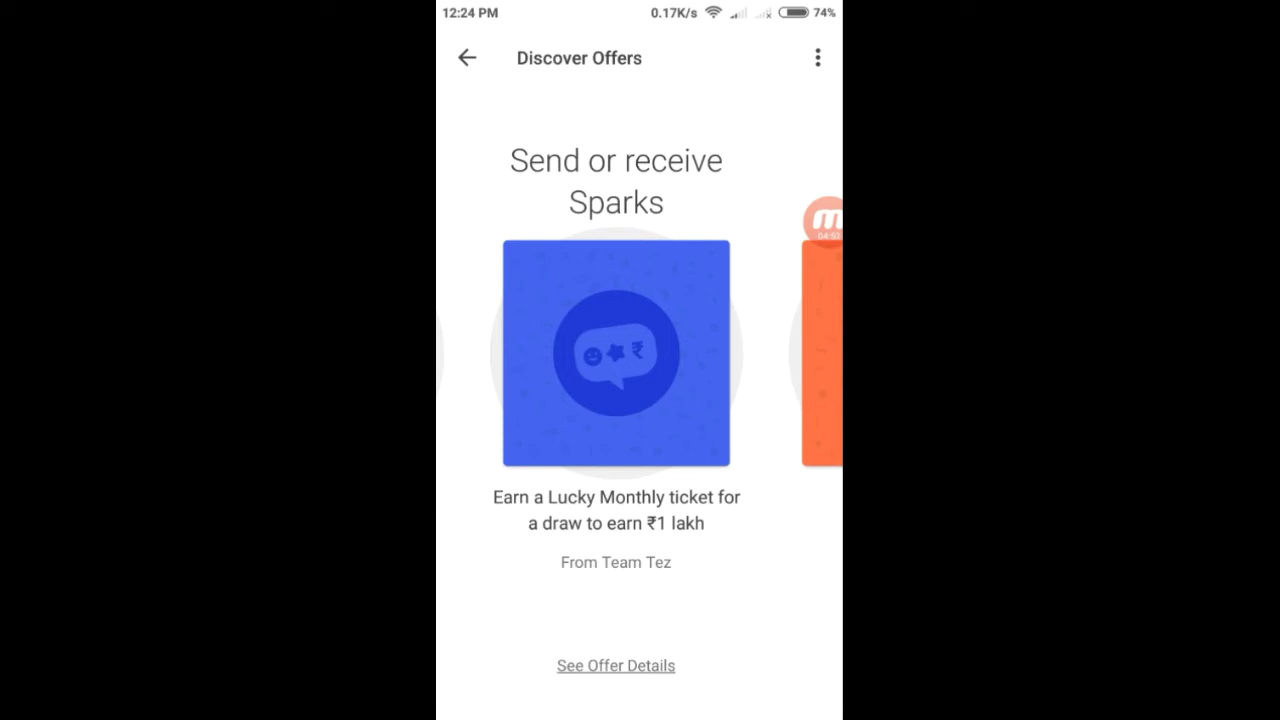 12:24 PM 0.17K/s 74%
Discover Offers
Send or receive
Sparks
₹
Earn a Lucky Monthly ticket for
a draw to earn ₹1 lakh
From Team Tez
See Offer Details